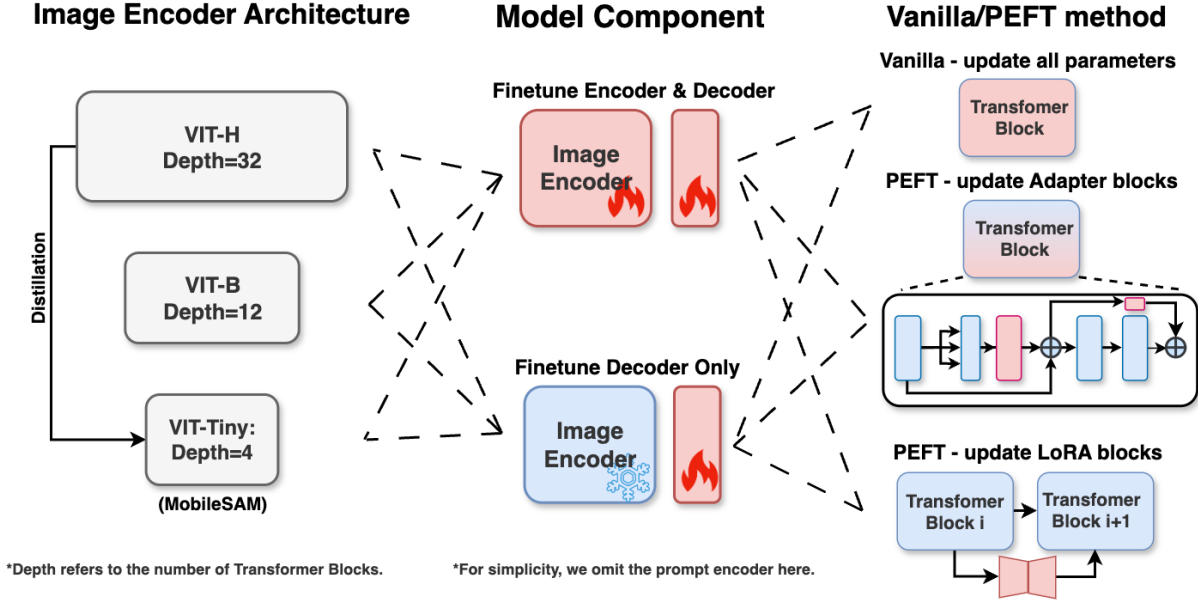 Image Encoder Architecture
Model Component
Vanilla/PEFT method
VIT-H
Depth=32
Distillation
VIT-B
Depth=12
VIT-Tiny:
Depth=4
(MobileSAM)
*Depth refers to the number of Transformer Blocks.
Finetune Encoder & Decoder
Image
Encoder
Finetune Decoder Only
Image
Encoder
*For simplicity, we omit the prompt encoder here.
Vanilla - update all parameters
Transfomer
Block
PEFT - update Adapter blocks
Transfomer
Block
PEFT - update LoRA blocks
Transfomer
Block i
Transfomer
Block i+1